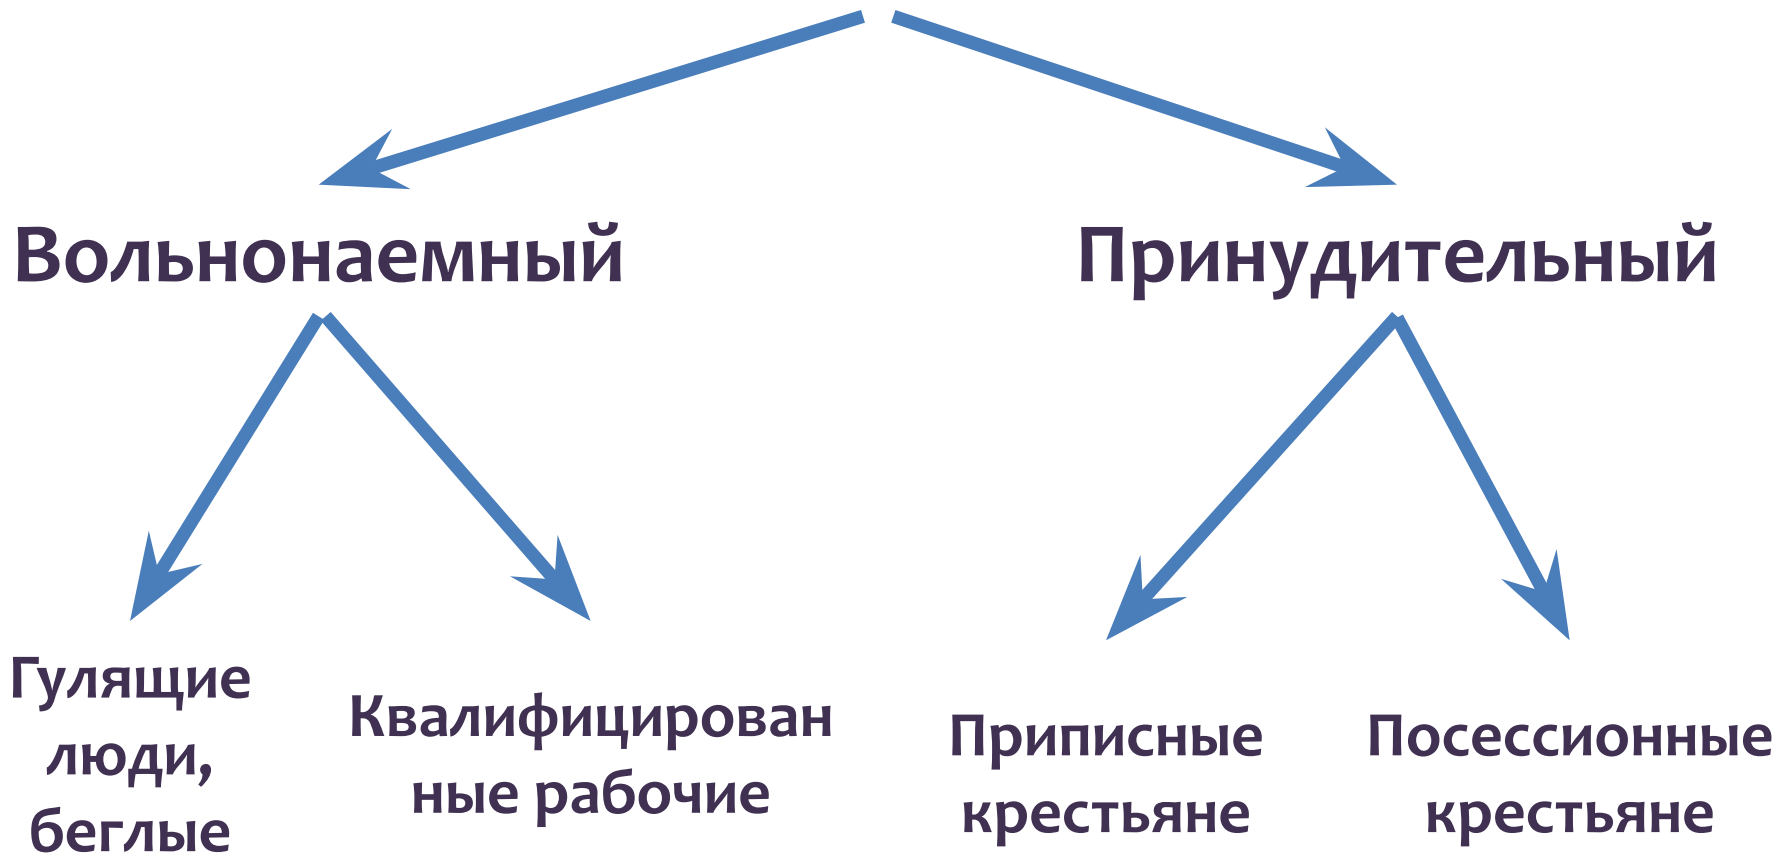 Вольнонаемный
Принудительный
Гулящие
люди,
беглые
Квалифицирован
ные рабочие
Приписные
крестьяне
Посессионные
крестьяне